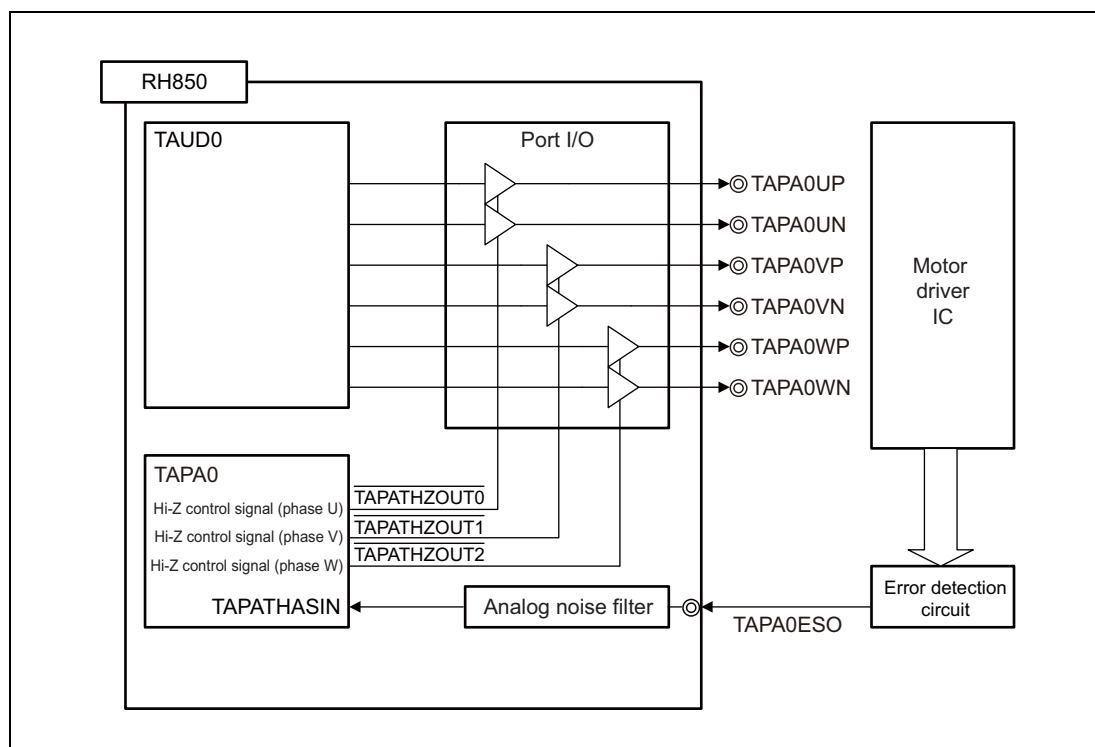 RH850
TAUD0
Port I/O
TAPA0UP
TAPA0UN
TAPA0VP
TAPA0VN
TAPA0WP
TAPA0WN
Motor
driver
IC
TAPA0
Hi-Z control signal (phase U)
TAPATHZOUT0
Hi-Z control signal (phase V)
TAPATHZOUT1
Hi-Z control signal (phase W)
TAPATHZOUT2
TAPATHASIN
Analog noise filter
TAPA0ESO
Error detection
circuit